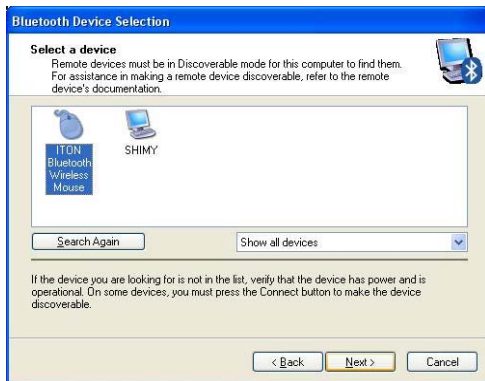 Bluetooth Device Selection
Select a device
Remote devices must be in Discoverable mode for this computer to find them.
For assistance in making a remote device discoverable, refer to the remote
device's documentation.
ITON
Bluetooth
Wireless
Mouse
SHIMY
Search Again
Show all devices
If the device you are looking for is not in the list, verify that the device has power and is
operational. On some devices, you must press the Connect button to make the device
discoverable.
< Back
Next >
Cancel